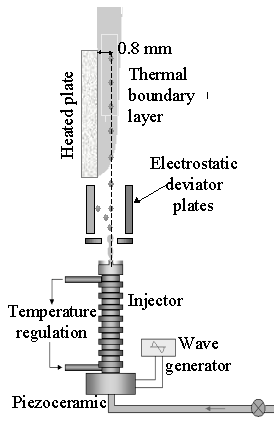 0.8 mm
Heated plate
Thermal
boundary
layer
Electrostatic
deviator
plates
Injector
Temperature
regulation
Wave
generator
Piezoceramic